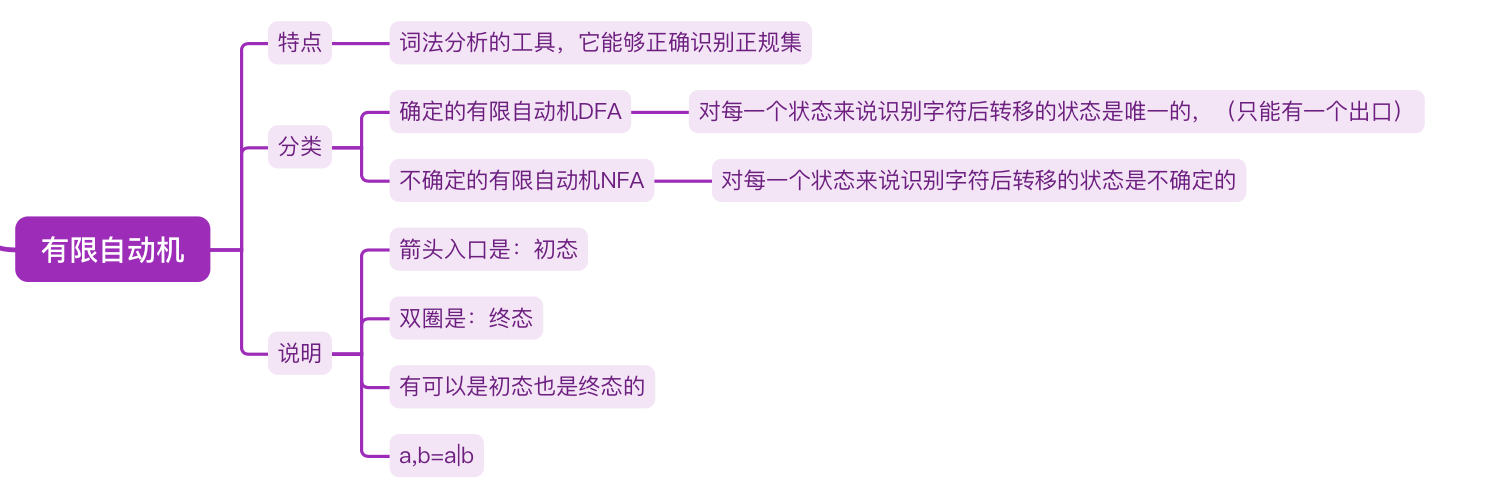 有限自动机
特点
词法分析的工具，它能够正确识别正规集
分类
确定的有限自动机DFA
对每一个状态来说识别字符后转移的状态是唯一的，（只能有一个出口）
不确定的有限自动机NFA
对每一个状态来说识别字符后转移的状态是不确定的
说明
箭头入口是：初态
双圈是：终态
有可以是初态也是终态的
a,b=a|b